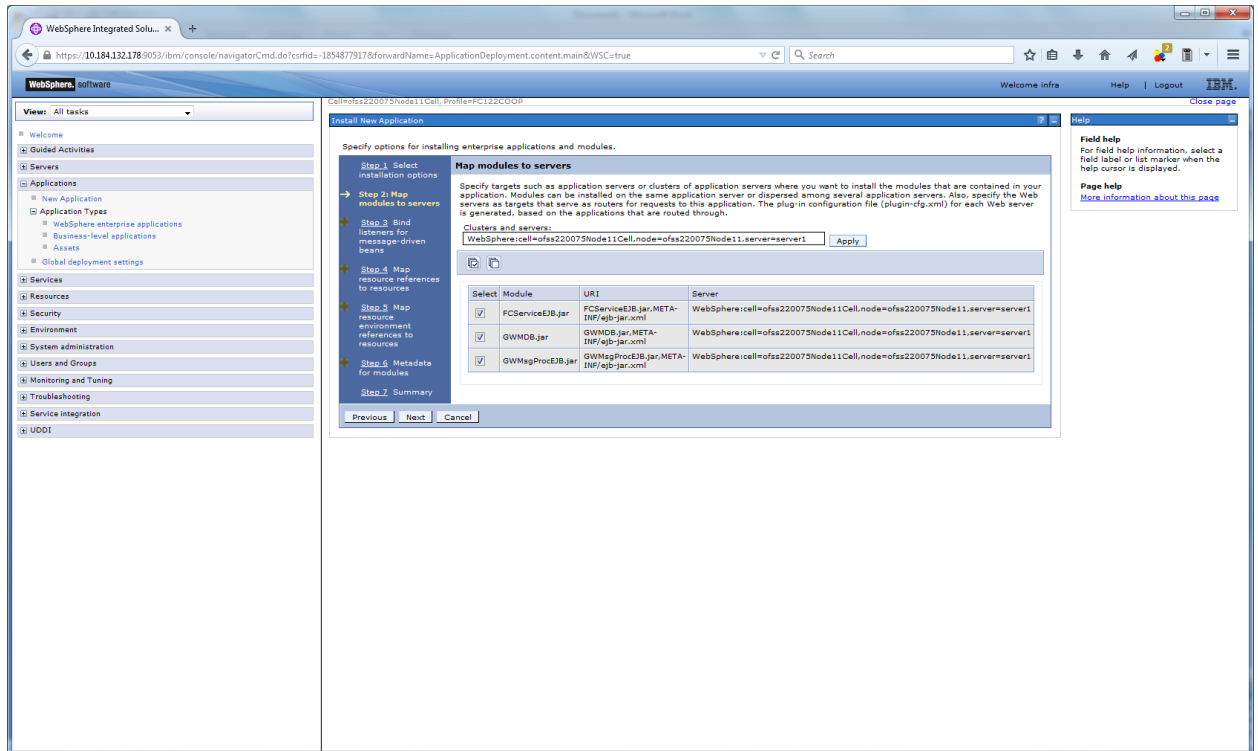 WebSphere Integrated Solu... × +
https://10.184.132.178:9053/ibm/console/navigatorCmd.do?csrfid=-1854877917&forwardName=ApplicationDeployment.content.main&WSC=true
Search
2
WebSphere. software
Welcome infra
Help | Logout
IBM.
View: All tasks
Welcome
Guided Activities
Servers
Applications
New Application
Application Types
WebSphere enterprise applications
Business-level applications
Assets
Global deployment settings
Services
Resources
Security
Environment
System administration
Users and Groups
Monitoring and Tuning
Troubleshooting
Service integration
UDDI
Cell=ofss220075Node11Cell, Profile=FC122COOP
Close page
Install New Application
? –
Specify options for installing enterprise applications and modules.
Step 1 Select
installation options
Step 2: Map
modules to servers
Step 3 Bind
listeners for
message-driven
beans
Step 4 Map
resource references
to resources
Step 5 Map
resource
environment
references to
resources
Step 6 Metadata
for modules
Step 7 Summary
Map modules to servers
Specify targets such as application servers or clusters of application servers where you want to install the modules that are contained in your
application. Modules can be installed on the same application server or dispersed among several application servers. Also, specify the Web
servers as targets that serve as routers for requests to this application. The plug-in configuration file (plugin-cfg.xml) for each Web server
is generated, based on the applications that are routed through.
Clusters and servers:
WebSphere:cell=ofss220075Node11Cell,node=ofss220075Node11,server=server1
Apply
Select Module URI Server
FCServiceEJB.jar FCServiceEJB.jar,META-INF/ejb-jar.xml WebSphere:cell=ofss220075Node11Cell,node=ofss220075Node11,server=server1
GWMDB.jar GWMDB.jar,META-INF/ejb-jar.xml WebSphere:cell=ofss220075Node11Cell,node=ofss220075Node11,server=server1
GWMsgProcEJB.jar GWMsgProcEJB.jar,META-INF/ejb-jar.xml WebSphere:cell=ofss220075Node11Cell,node=ofss220075Node11,server=server1
Previous Next Cancel
Help
Field help
For field help information, select a
field label or list marker when the
help cursor is displayed.
Page help
More information about this page